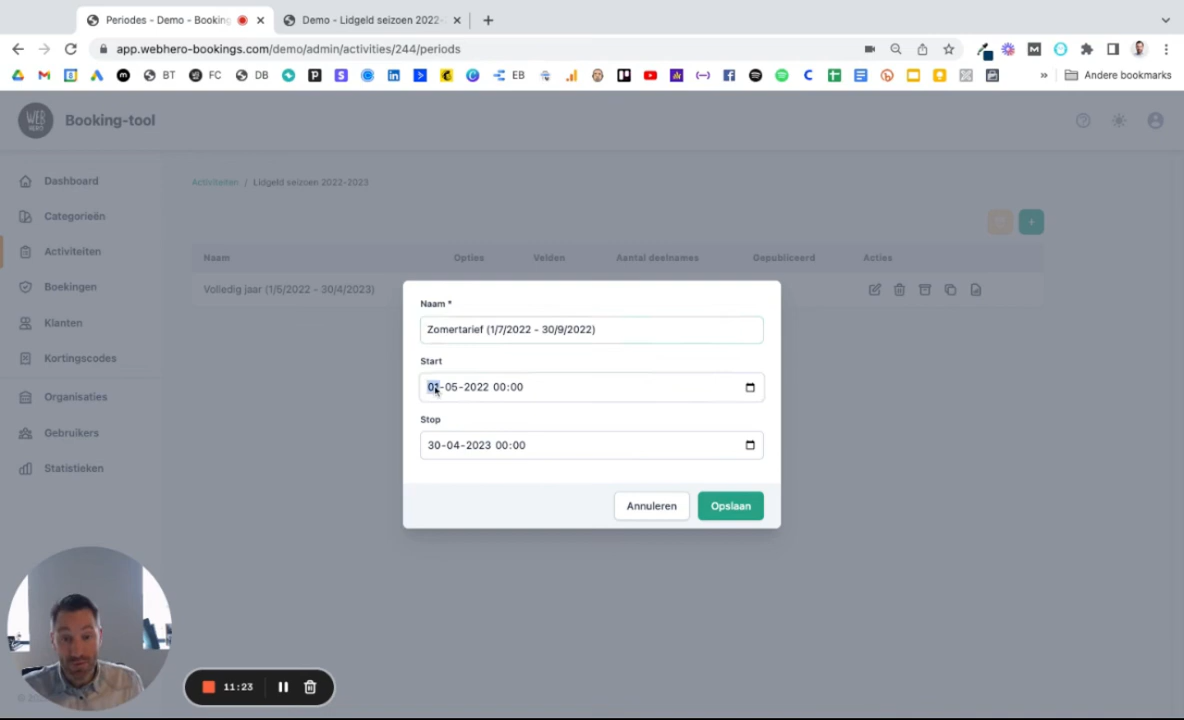 Periodes - Demo - Booking
Demo - Lidgeld seizoen 2022-
app.webhero-bookings.com/demo/admin/activities/244/periods
BT
FC
DB
EB
Andere bookmarks
WEB HERO
Booking-tool
Dashboard
Categorieën
Activiteiten
Boekingen
Klanten
Kortingscodes
Organisaties
Gebruikers
Statistieken
Activiteiten / Lidgeld seizoen 2022-2023
Naam
Opties
Velden
Aantal deelnames
Gepubliceerd
Acties
Volledig jaar (1/5/2022 - 30/4/2023)
Naam *
Zomertarief (1/7/2022 - 30/9/2022)
Start
01-05-2022 00:00
Stop
30-04-2023 00:00
Annuleren
Opslaan
11:23